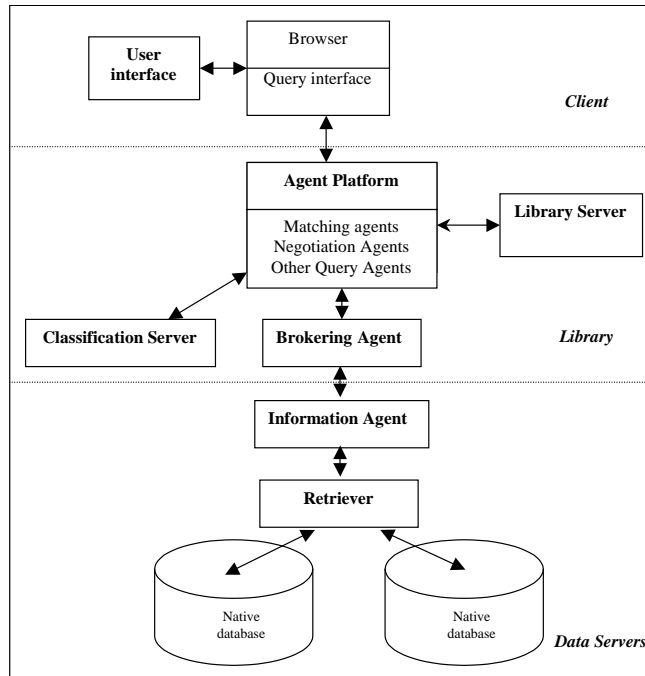 Browser
User
interface
Query interface
Client
Agent Platform
Matching agents
Negotiation Agents
Other Query Agents
Library Server
Classification Server
Brokering Agent
Library
Information Agent
Retriever
Native
database
Native
database
Data Servers